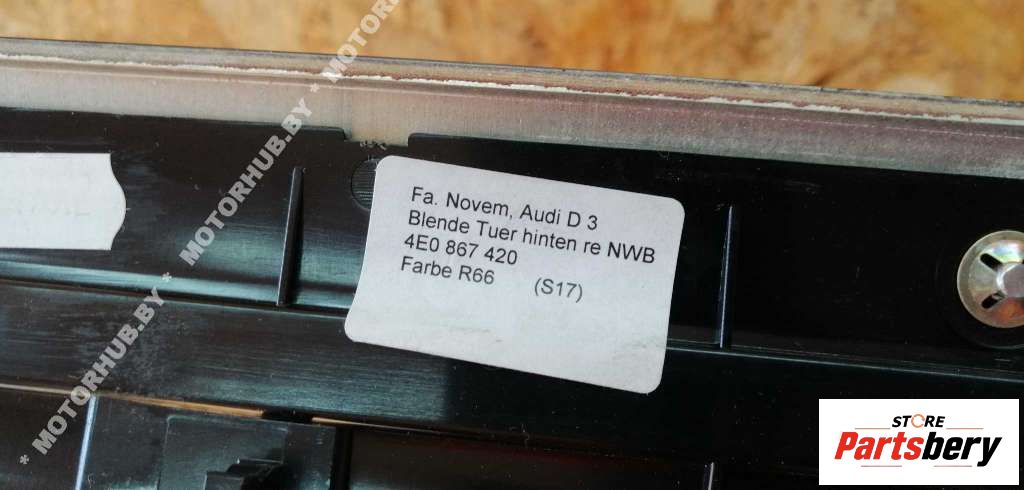 * MOTORHUB.BY * MOTORHUB.BY * MOTORHUB.BY
Fa. Novem, Audi D 3
Blende Tuer hinten re NWB
4E0 867 420
Farbe R66 (S17)
STORE
Partsbery